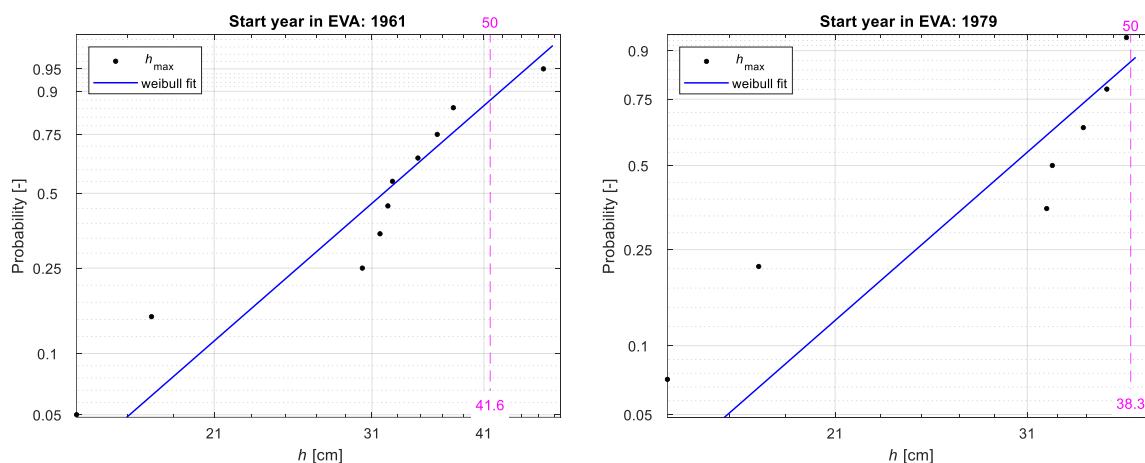 Start year in EVA: 1961
50
h_max
weibull fit
0.95
0.9
0.75
0.5
0.25
0.1
0.05
Probability [-]
41.6
21
31
41
h [cm]
Start year in EVA: 1979
50
h_max
weibull fit
0.9
0.75
0.5
0.25
0.1
0.05
Probability [-]
38.3
21
31
h [cm]